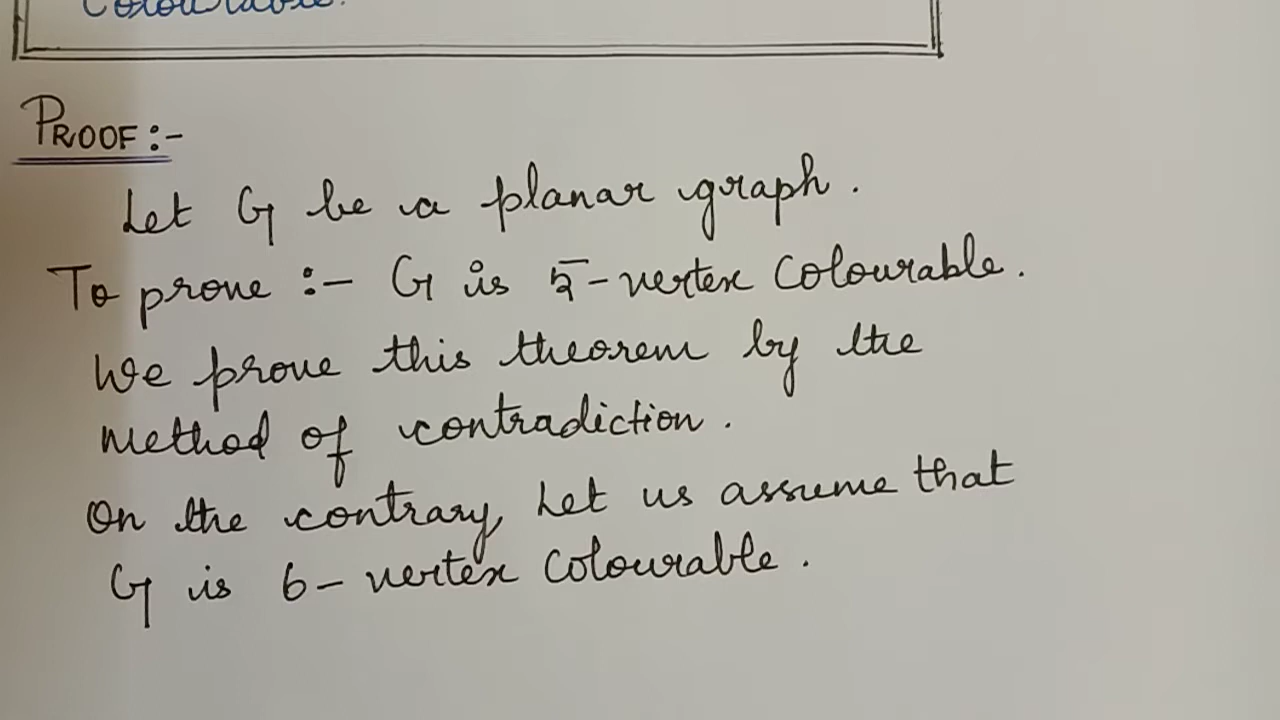 Colourable.
PROOF :-
Let G be a planar graph.
To prove :- G is 5-vertex colourable.
We prove this theorem by the
method of contradiction.
On the contrary, Let us assume that
G is 6-vertex colourable.